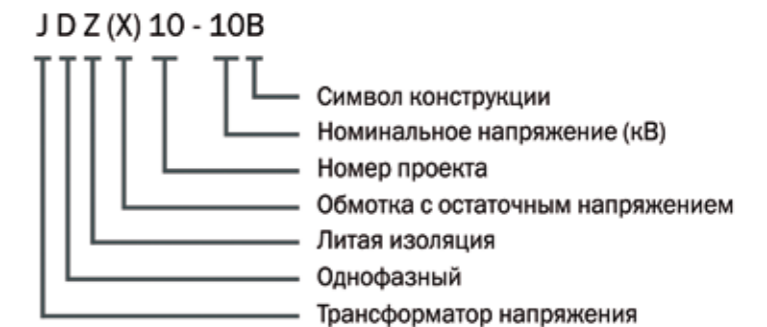 JDZ(X)10-10B
Символ конструкции
Номинальное напряжение (кВ)
Номер проекта
Обмотка с остаточным напряжением
Литая изоляция
Однофазный
Трансформатор напряжения